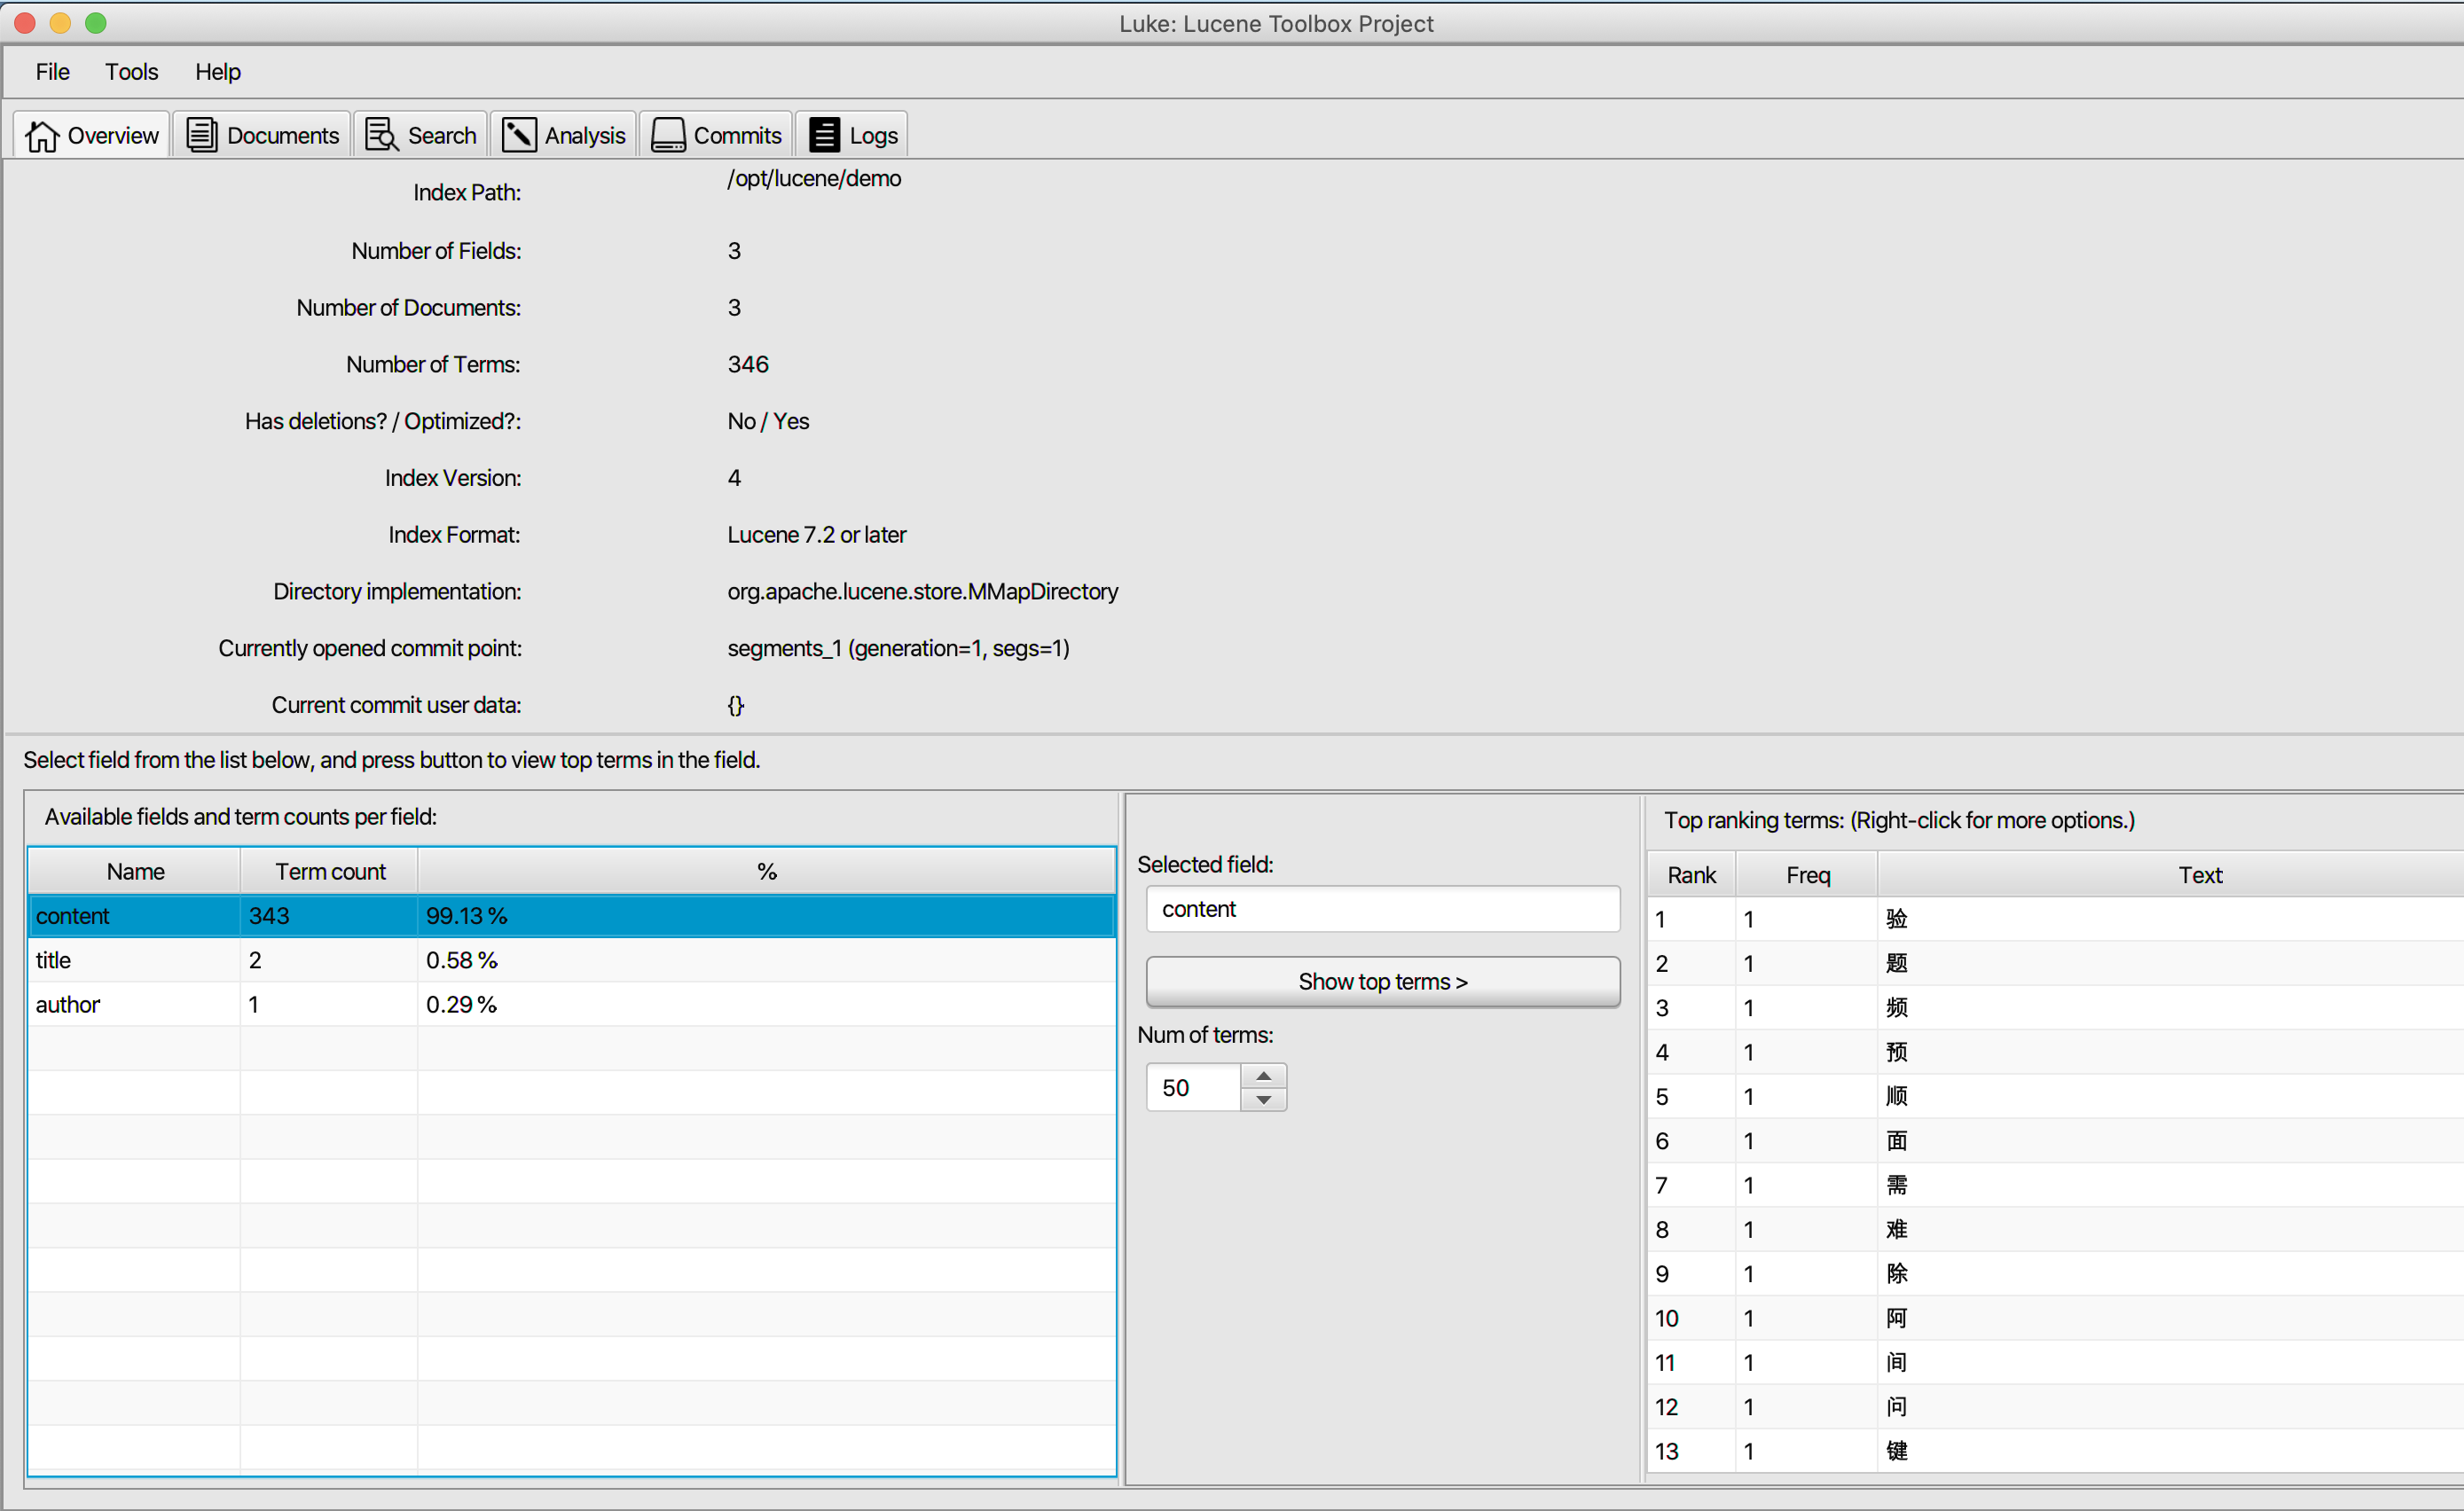 Luke: Lucene Toolbox Project
File Tools Help
Overview Documents Search Analysis Commits Logs
Index Path: /opt/lucene/demo
Number of Fields: 3
Number of Documents: 3
Number of Terms: 346
Has deletions? / Optimized?: No / Yes
Index Version: 4
Index Format: Lucene 7.2 or later
Directory implementation: org.apache.lucene.store.MMapDirectory
Currently opened commit point: segments_1 (generation=1, segs=1)
Current commit user data: {}
Select field from the list below, and press button to view top terms in the field.
Available fields and term counts per field:
Name Term count %
content 343 99.13 %
title 2 0.58 %
author 1 0.29 %
Selected field:
content
Show top terms >
Num of terms:
50
Top ranking terms: (Right-click for more options.)
Rank Freq Text
1 1 验
2 1 题
3 1 频
4 1 预
5 1 顺
6 1 面
7 1 需
8 1 难
9 1 除
10 1 阿
11 1 间
12 1 问
13 1 键